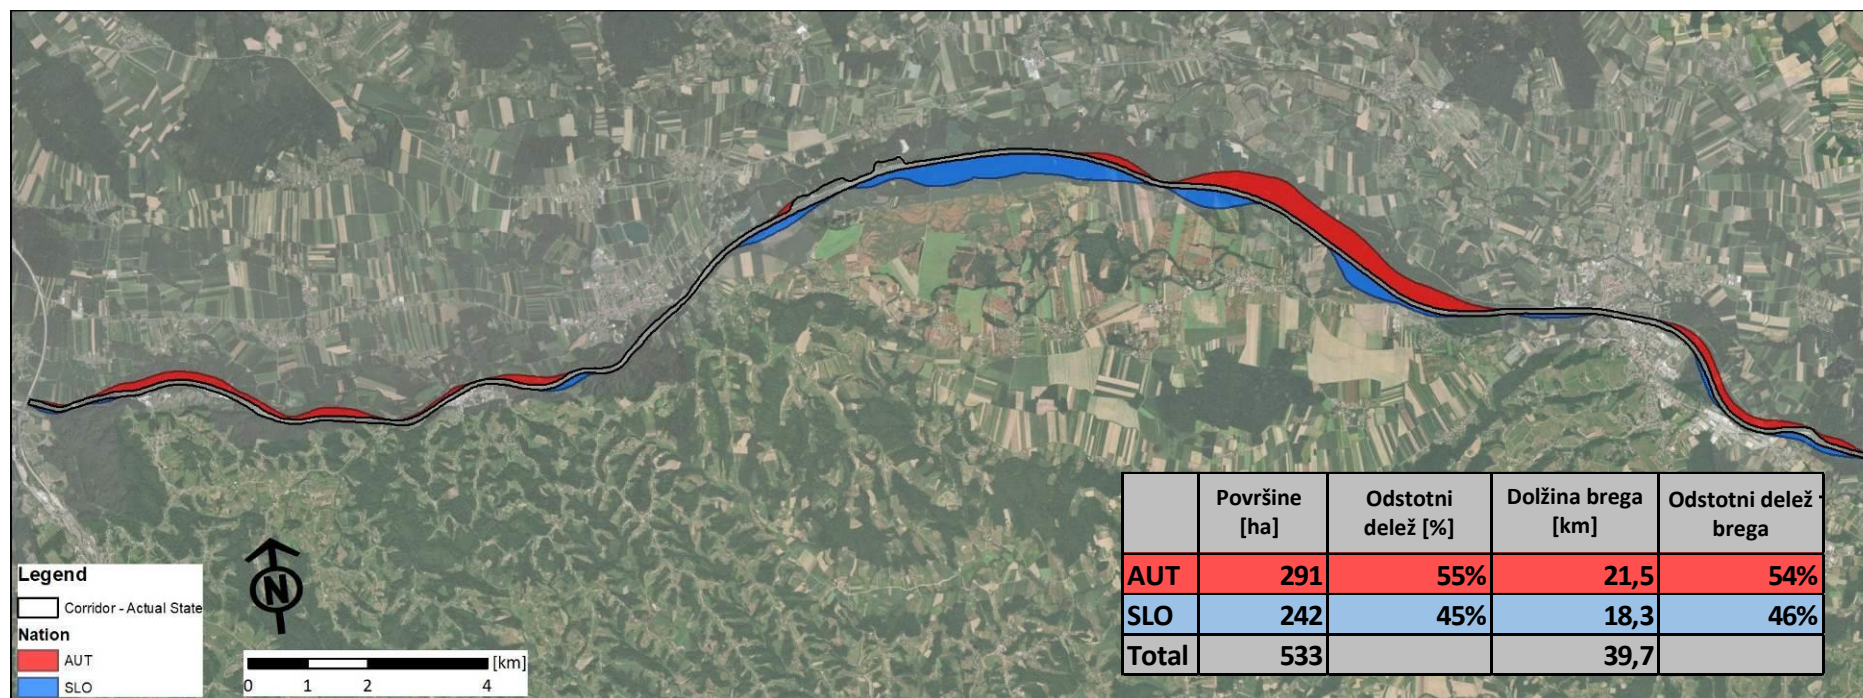 Površine
[ha]
Odstotni
delež [%]
Dolžina brega
[km]
Odstotni delež
brega
AUT 291 55% 21,5 54%
SLO 242 45% 18,3 46%
Total 533 39,7
N
Legend
Corridor - Actual State
Nation
AUT
SLO
[km]
0 1 2 4